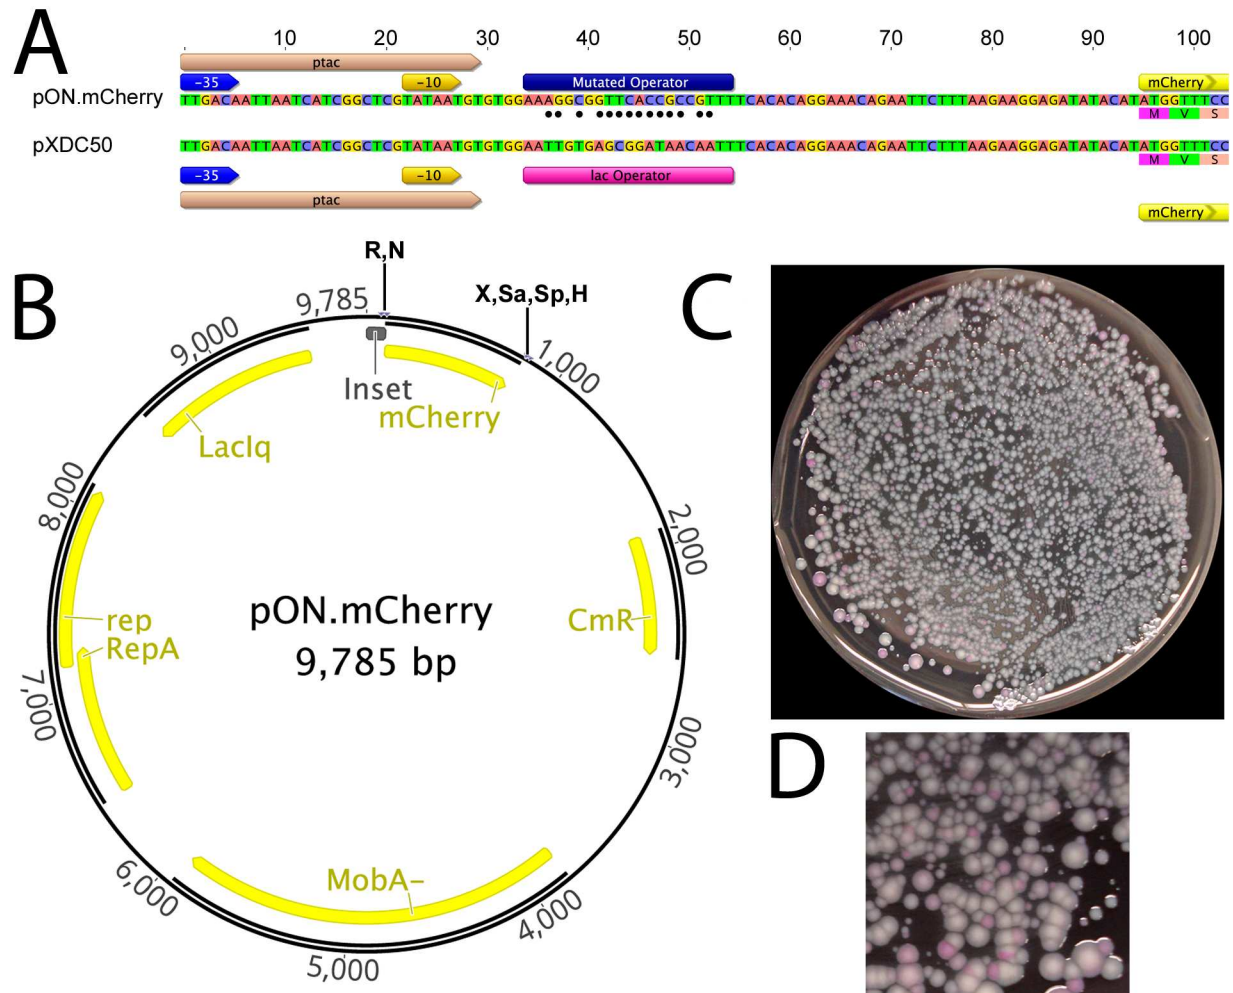 A
10 20 30 40 50 60 70 80 90 100
ptac
-35 -10 Mutated Operator mCherry
pON.mCherry TTGACAATTAATCATCGGCTCGTATAATGTGTGGAAAGGCGGTTCACCGCCGTTTTCACACAGGAAACAGAATTCTTTAAGAAGGAGATATACATATGGTTTCC
M V S
pXDC50 TTGACAATTAATCATCGGCTCGTATAATGTGTGGAATTGTGAGCGGATAACAATTTCACACAGGAAACAGAATTCTTTAAGAAGGAGATATACATATGGTTTCC
M V S
-35 -10 lac Operator
ptac
mCherry
B
R,N
X,Sa,Sp,H
9,785
1,000
2,000
3,000
4,000
5,000
6,000
7,000
8,000
9,000
Inset
mCherry
LacIq
CmR
rep
RepA
MobA-
pON.mCherry
9,785 bp
C
D